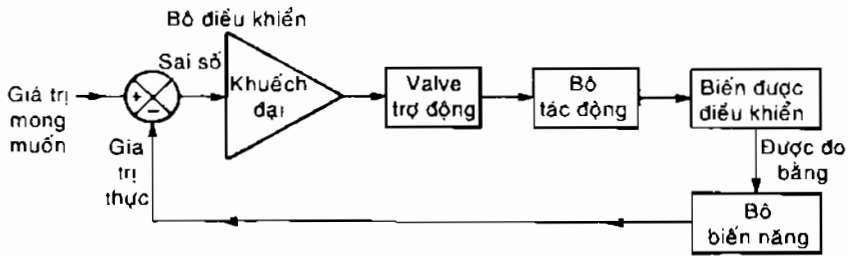 Bộ điều khiển
Sai số
Giá trị
mong
muốn
+
−
Khuếch
đại
Valve
trợ động
Bộ
tác động
Biến được
điều khiển
Gia
trị
thực
Được đo
bằng
Bộ
biến năng